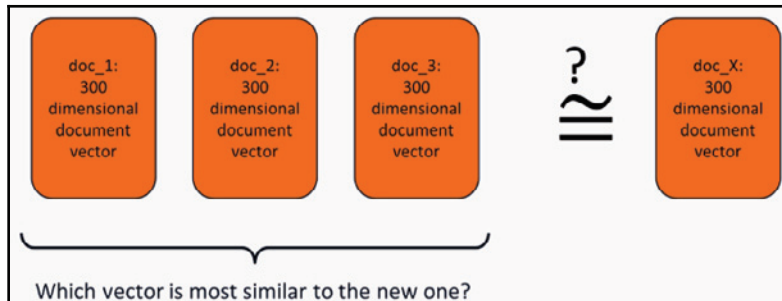 doc_1:
300
dimensional
document
vector
doc_2:
300
dimensional
document
vector
doc_3:
300
dimensional
document
vector
?
≅
doc_X:
300
dimensional
document
vector
Which vector is most similar to the new one?